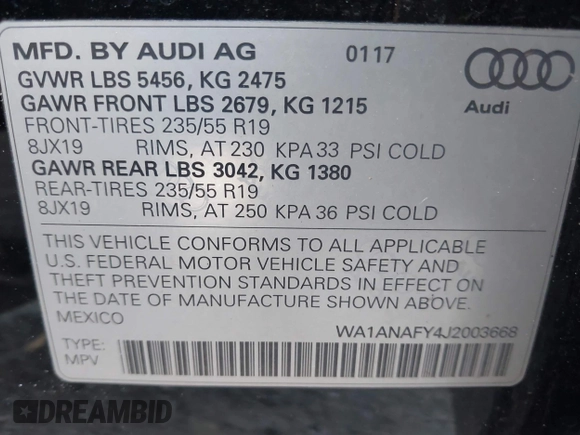 MFD. BY AUDI AG 0117
GVWR LBS 5456, KG 2475
GAWR FRONT LBS 2679, KG 1215
FRONT-TIRES 235/55 R19
8JX19 RIMS, AT 230 KPA 33 PSI COLD
GAWR REAR LBS 3042, KG 1380
REAR-TIRES 235/55 R19
8JX19 RIMS, AT 250 KPA 36 PSI COLD
Audi
THIS VEHICLE CONFORMS TO ALL APPLICABLE
U.S. FEDERAL MOTOR VEHICLE SAFETY AND
THEFT PREVENTION STANDARDS IN EFFECT ON
THE DATE OF MANUFACTURE SHOWN ABOVE.
MEXICO
WA1ANAFY4J2003668
TYPE:
MPV
DREAMBID